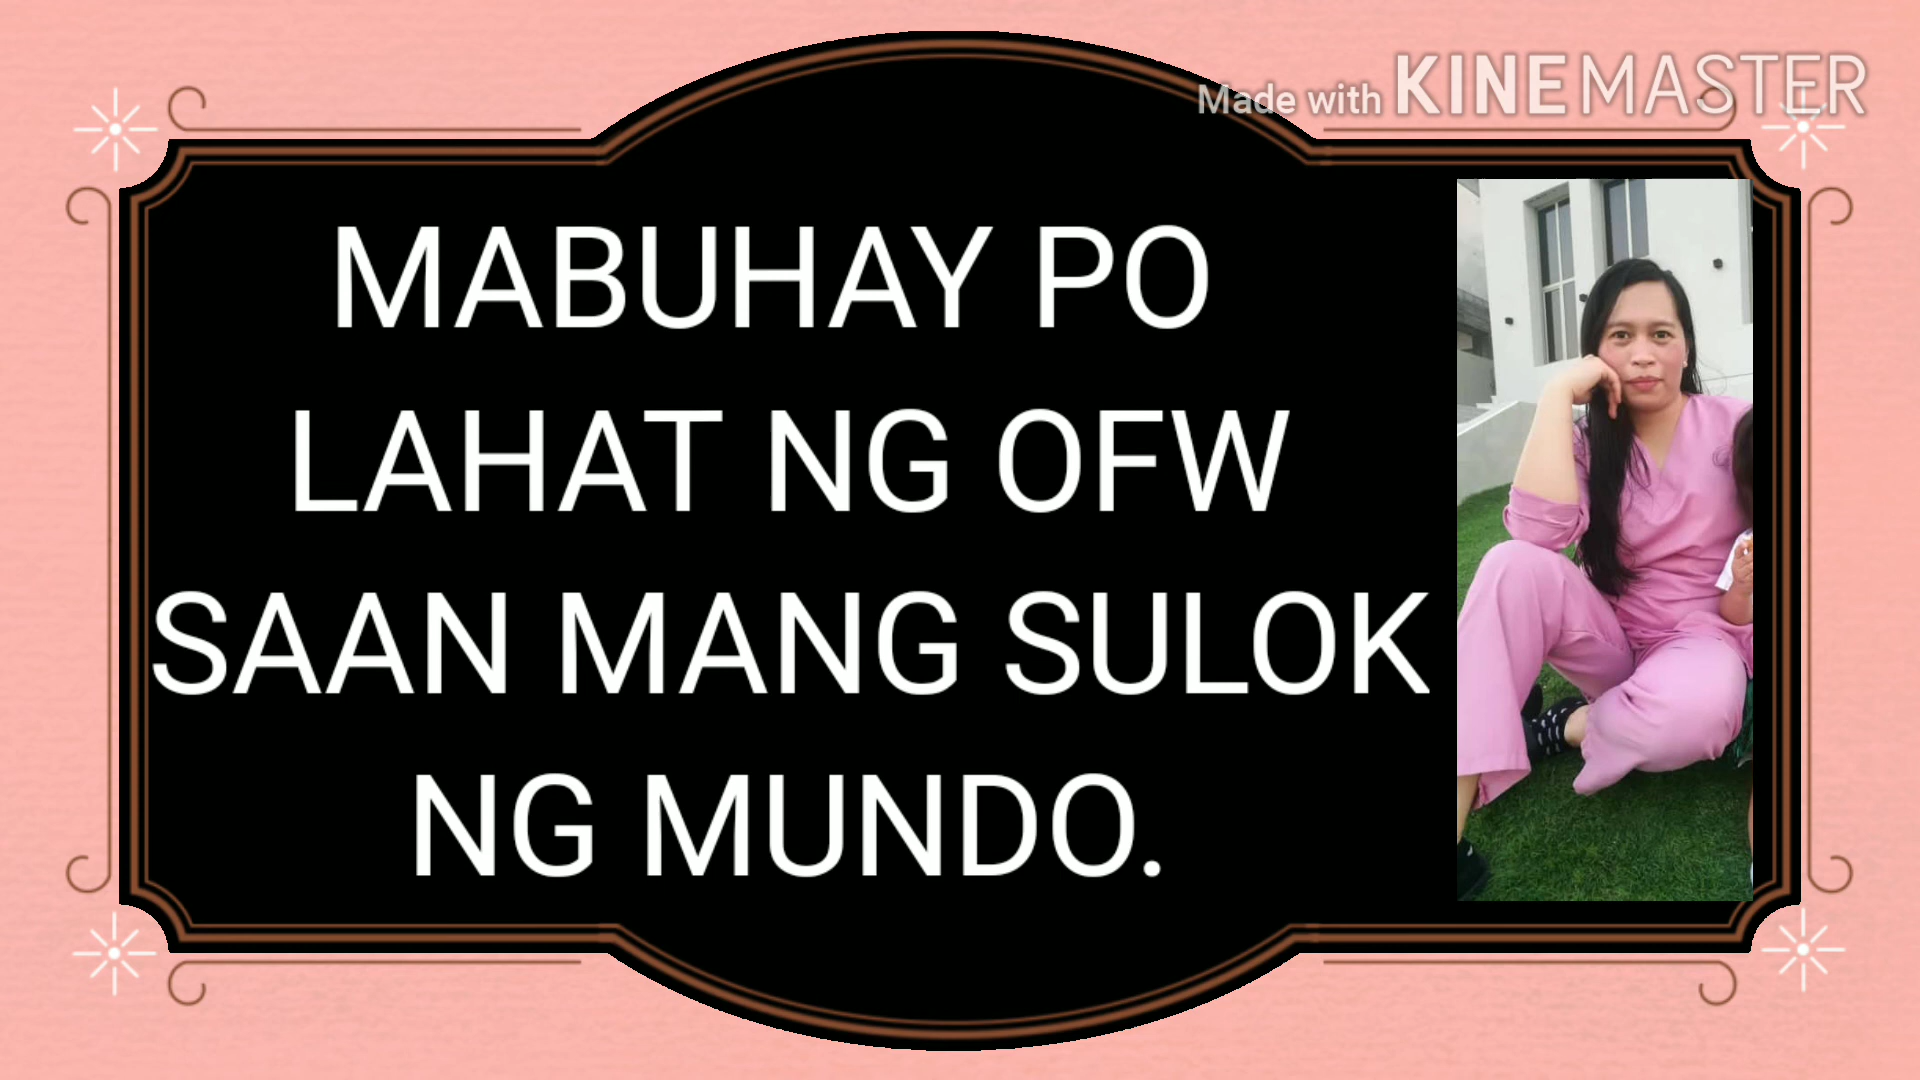 Made with KINEMASTER
MABUHAY PO
LAHAT NG OFW
SAAN MANG SULOK
NG MUNDO.